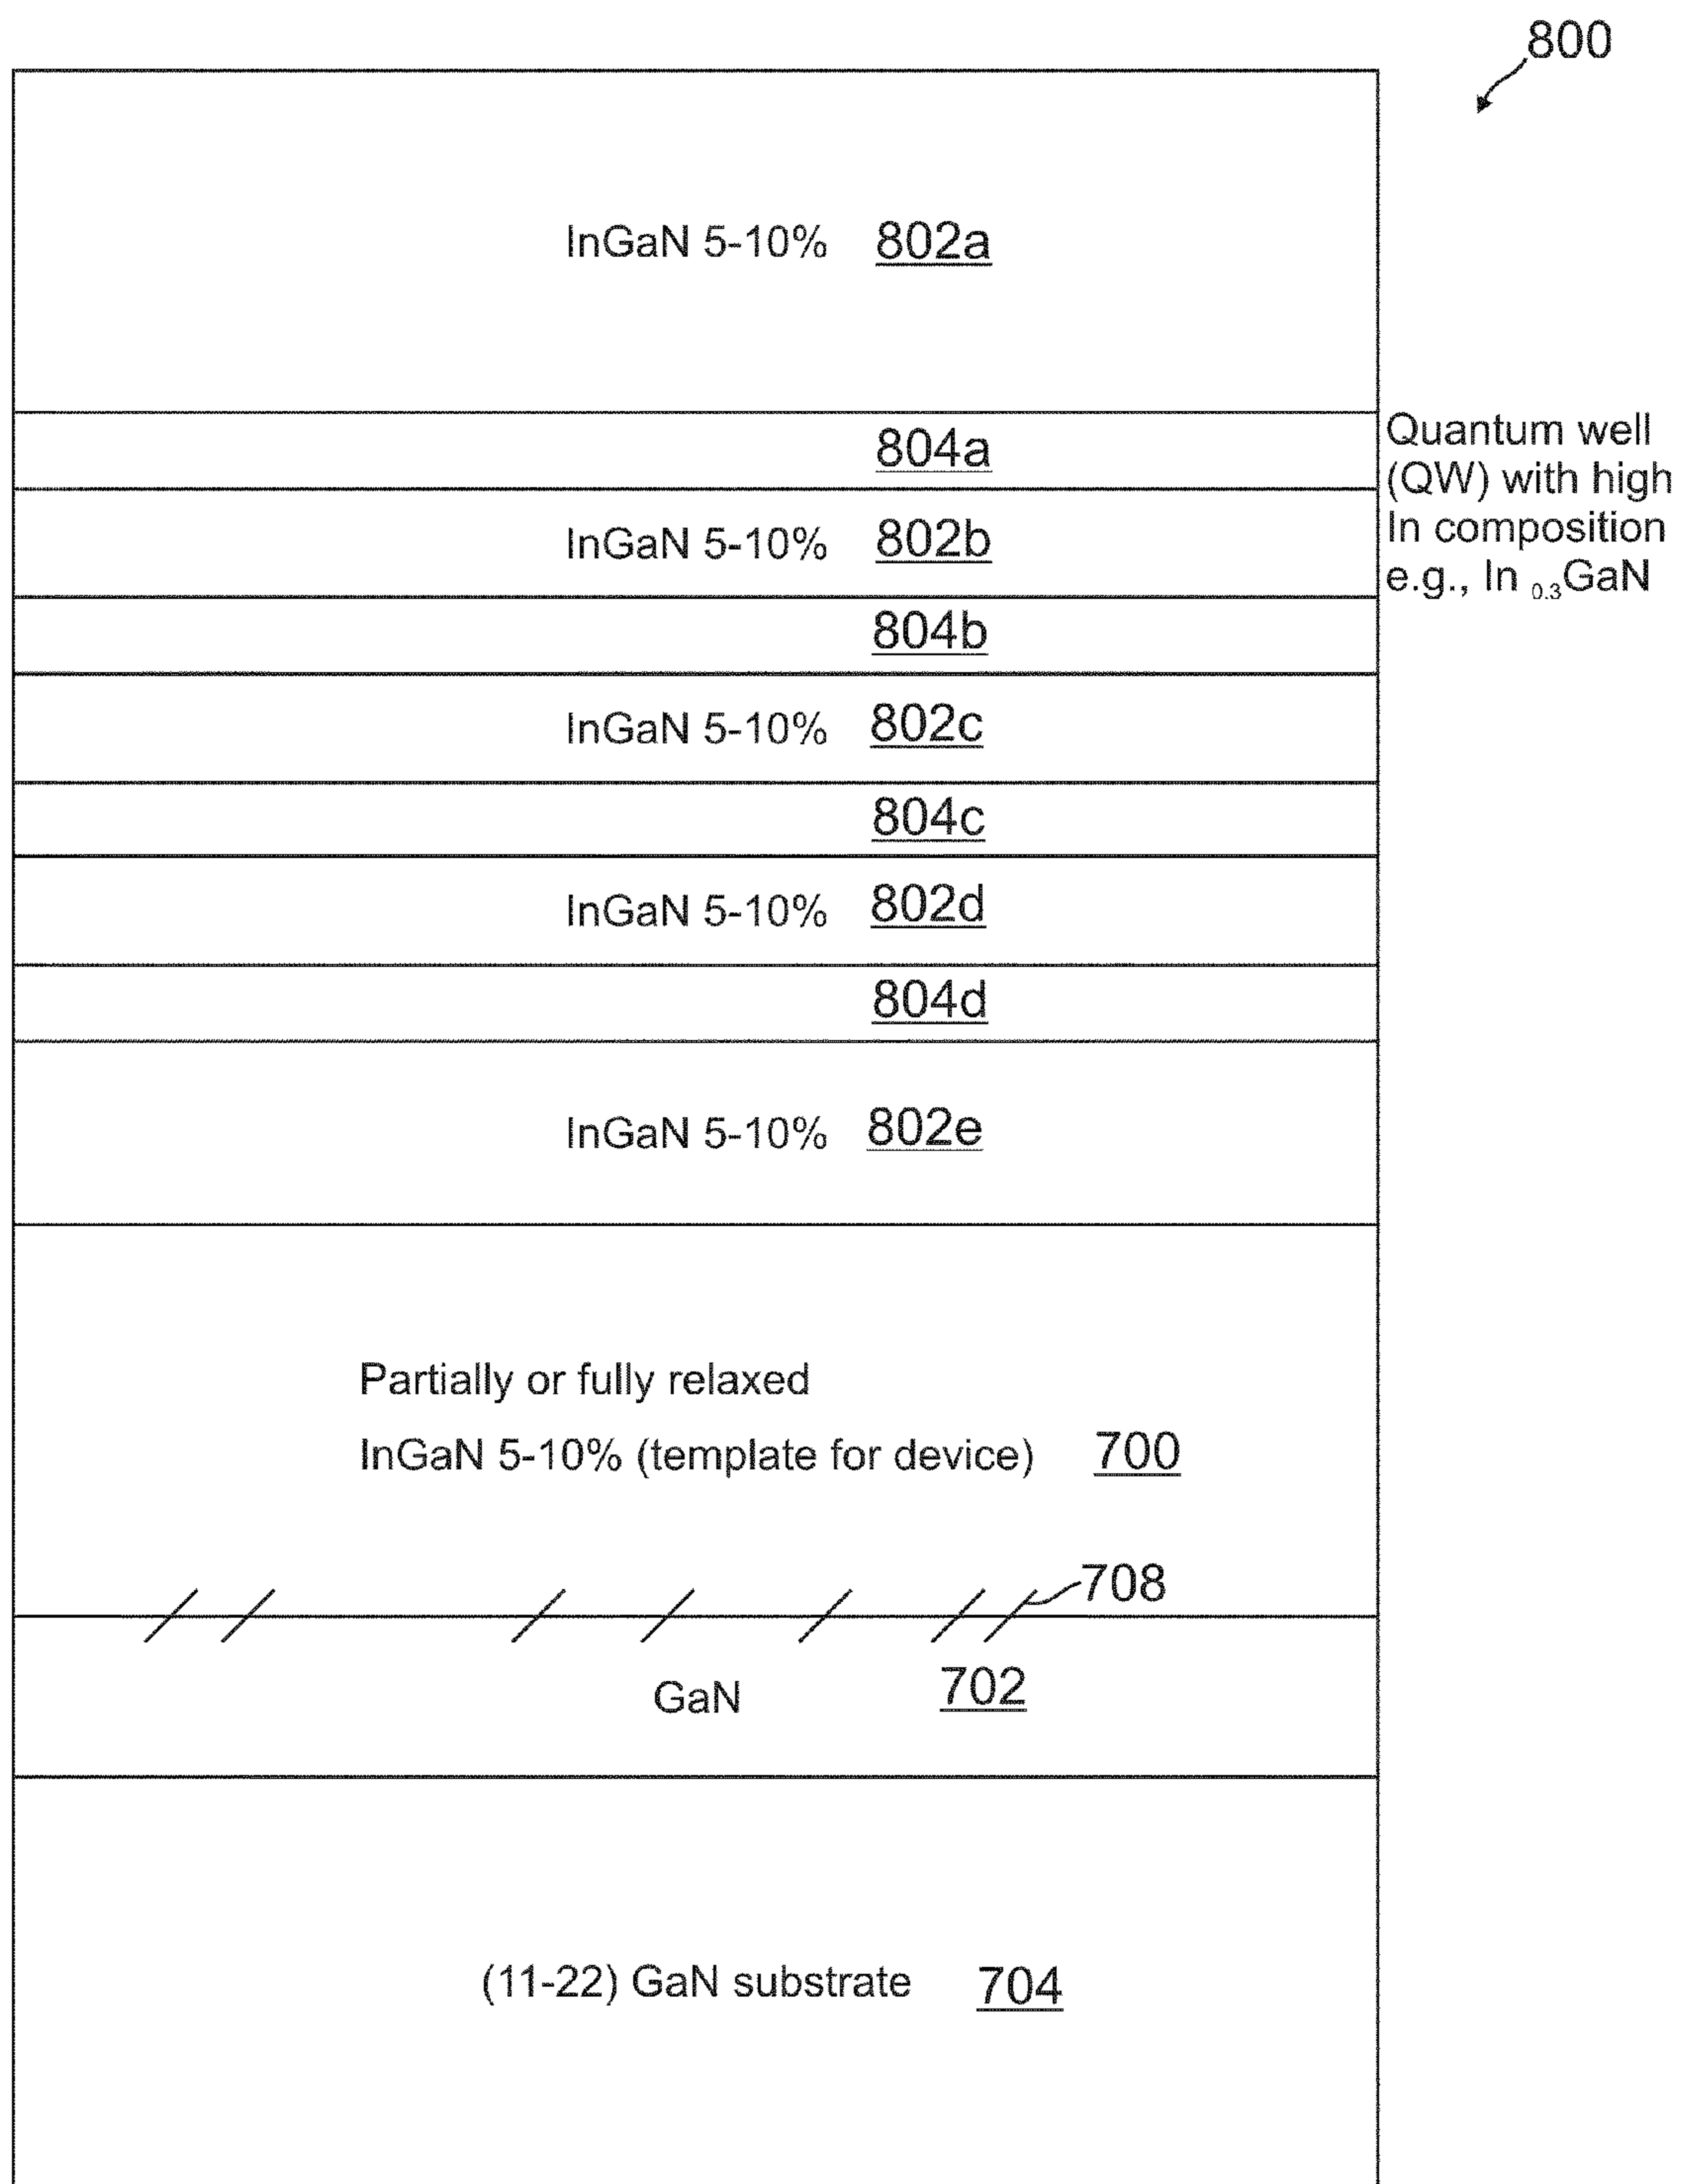 800
InGaN 5-10% 802a
804a
Quantum well
(QW) with high
In composition
e.g., In 0.3GaN
InGaN 5-10% 802b
804b
InGaN 5-10% 802c
804c
InGaN 5-10% 802d
804d
InGaN 5-10% 802e
Partially or fully relaxed
InGaN 5-10% (template for device) 700
708
GaN 702
(11-22) GaN substrate 704